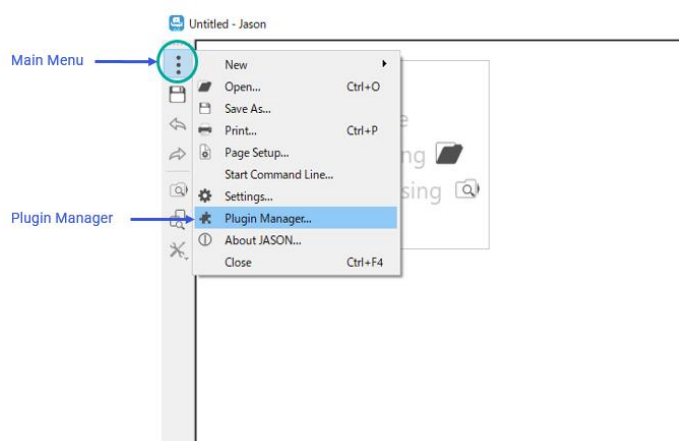 Untitled - Jason
Main Menu
New
Open... Ctrl+O
Save As...
Print... Ctrl+P
Page Setup...
Start Command Line...
Settings...
Plugin Manager...
About JASON...
Close Ctrl+F4
ng
sing
Plugin Manager